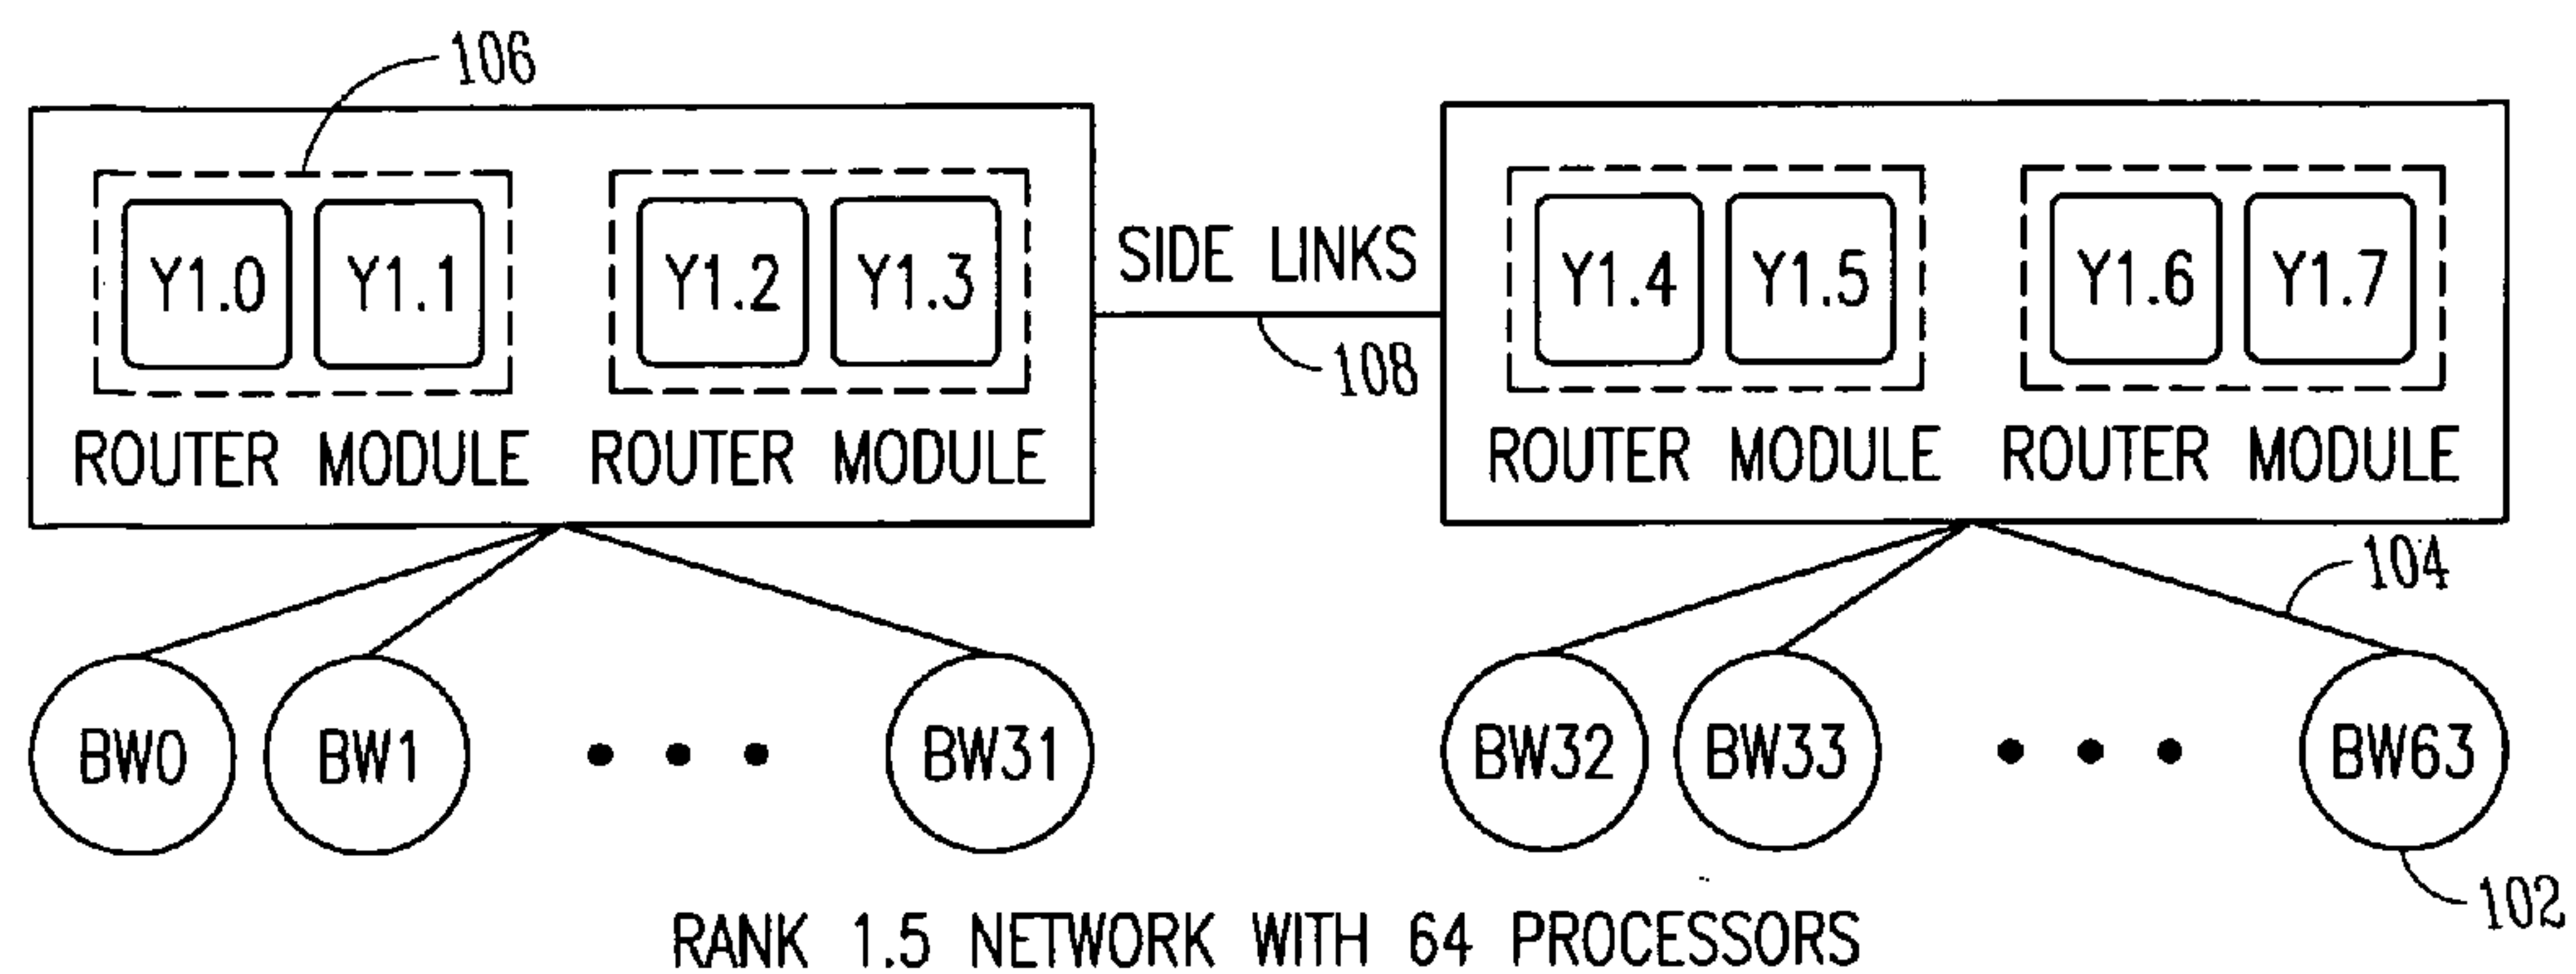 106
Y1.0 Y1.1 Y1.2 Y1.3 SIDE LINKS Y1.4 Y1.5 Y1.6 Y1.7
108
ROUTER MODULE ROUTER MODULE ROUTER MODULE ROUTER MODULE
104
BW0 BW1 • • • BW31 BW32 BW33 • • • BW63
102
RANK 1.5 NETWORK WITH 64 PROCESSORS